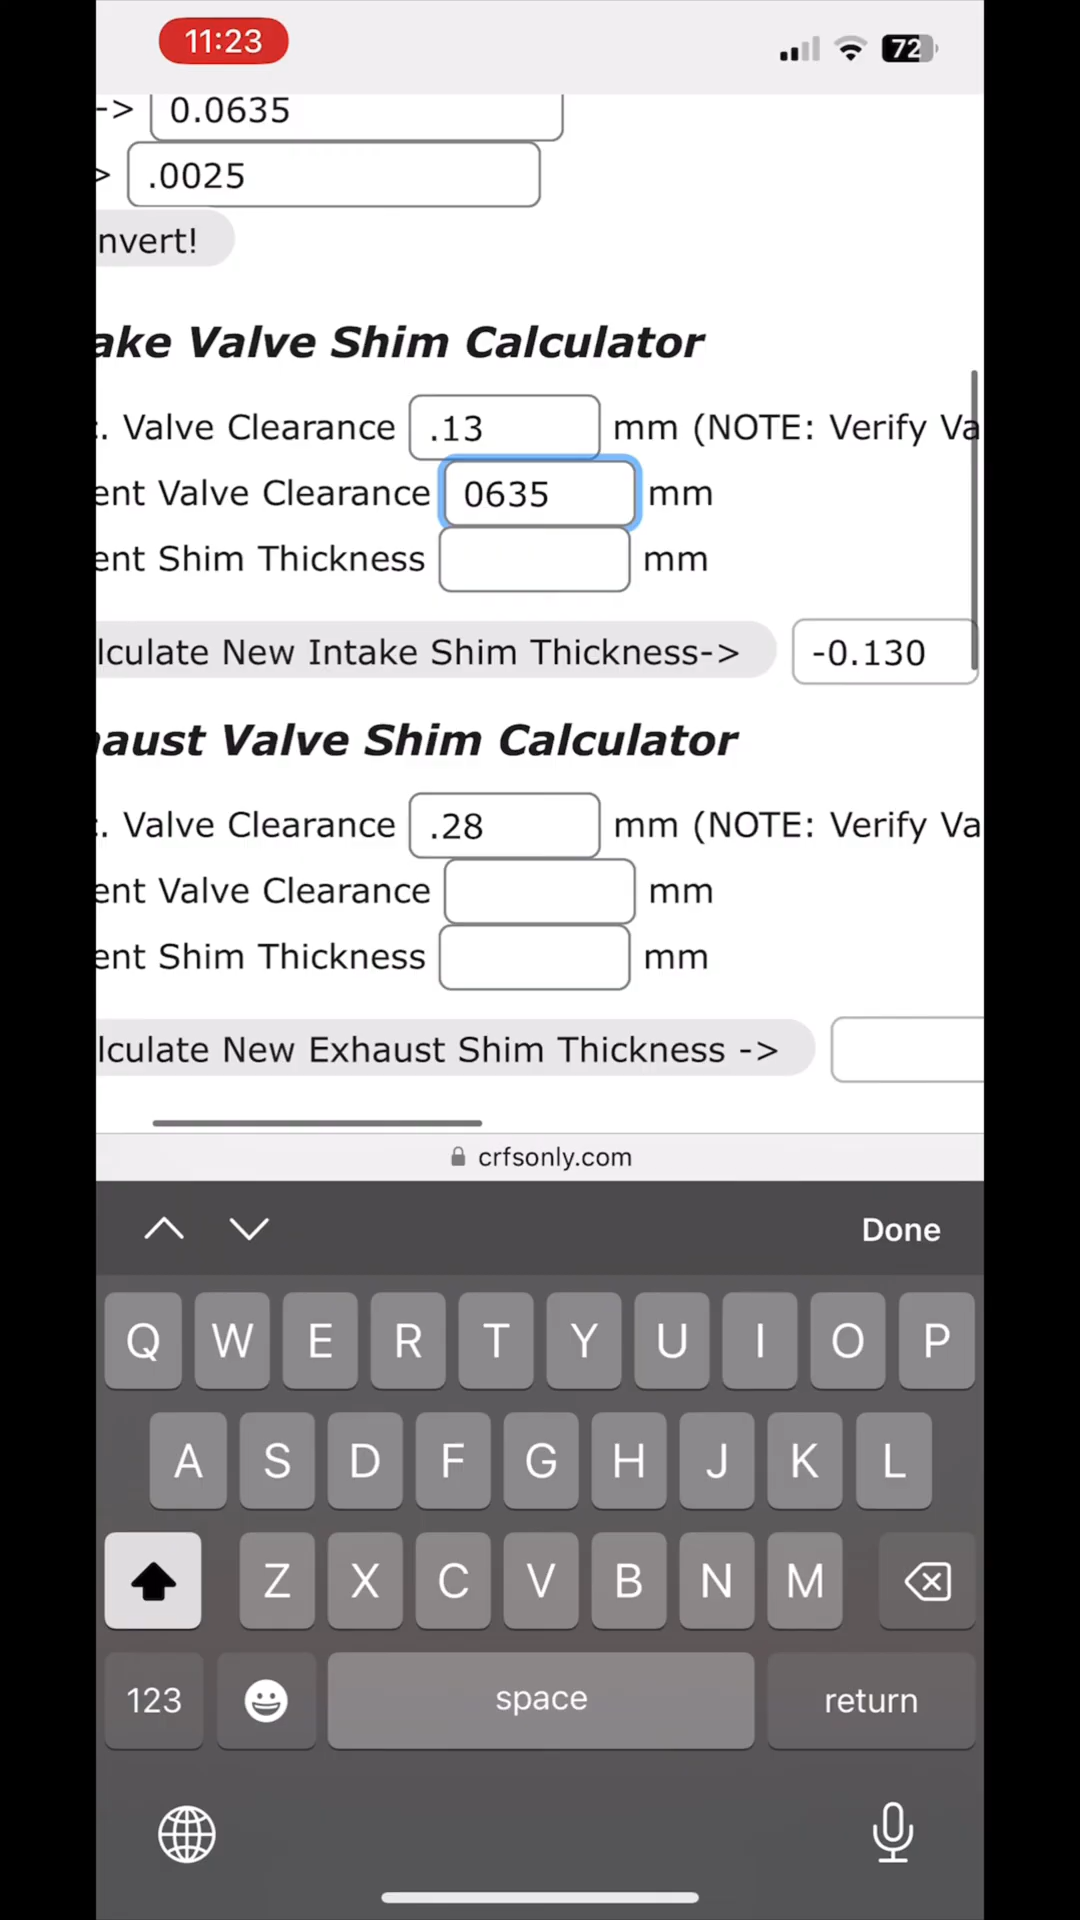 11:23
72
-> 0.0635
> .0025
nvert!
ake Valve Shim Calculator
. Valve Clearance .13 mm (NOTE: Verify Va
ent Valve Clearance 0635 mm
ent Shim Thickness mm
lculate New Intake Shim Thickness-> -0.130
aust Valve Shim Calculator
. Valve Clearance .28 mm (NOTE: Verify Va
ent Valve Clearance mm
ent Shim Thickness mm
lculate New Exhaust Shim Thickness ->
crfsonly.com
Done
Q W E R T Y U I O P
A S D F G H J K L
Z X C V B N M
123 space return